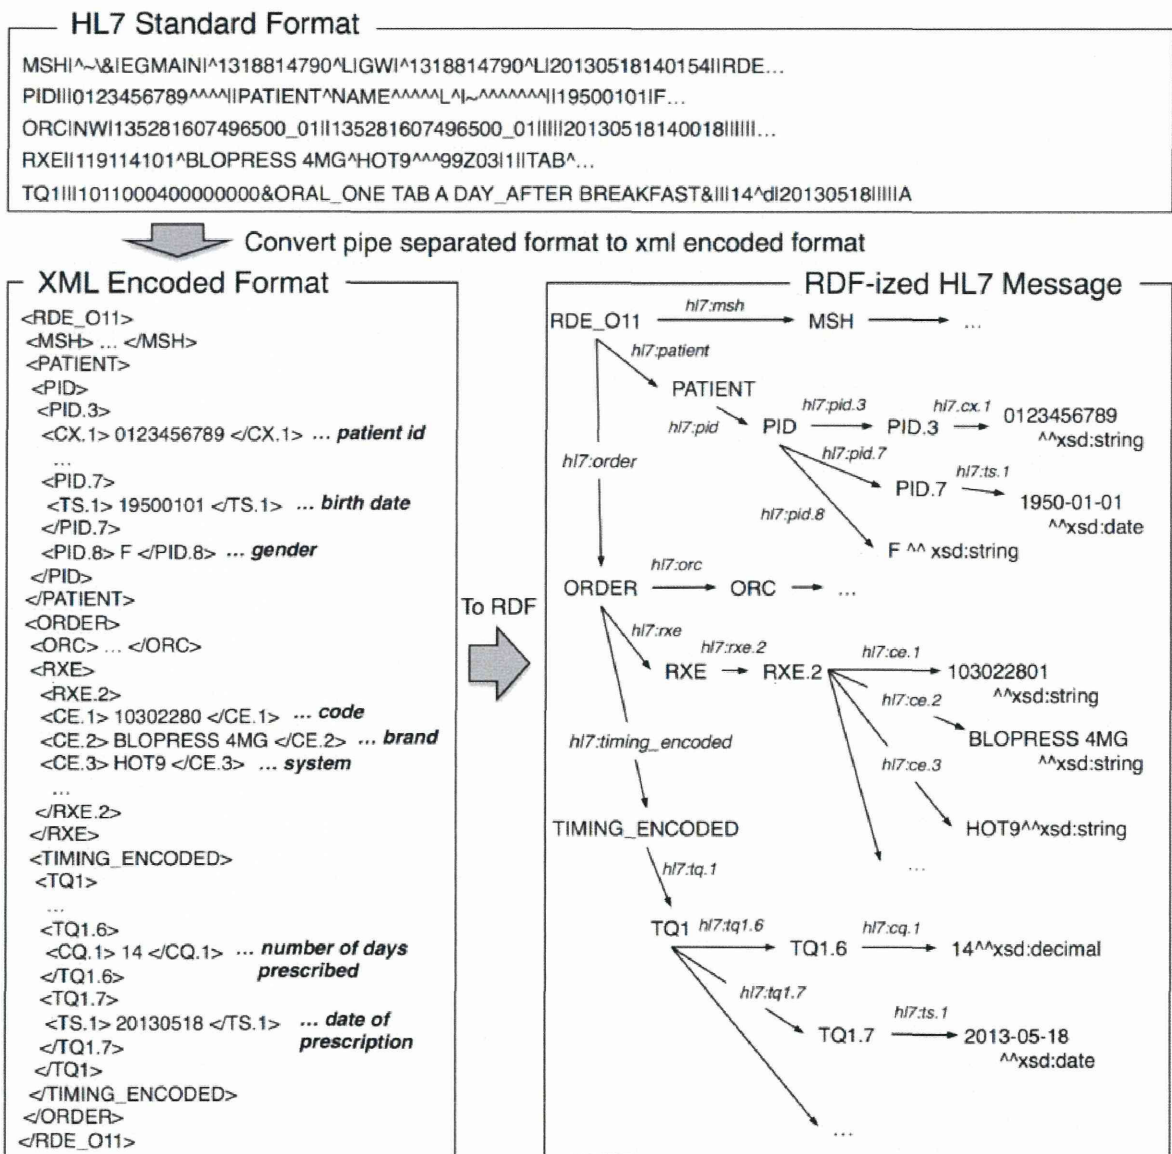 HL7 Standard Format
MSH|^~\&|EGMAIN|^1318814790^L|GW|^1318814790^L|20130518140154||RDE...
PID|||0123456789^^^^||PATIENT^NAME^^^^^L^I~^^^^^^^||19500101|F...
ORC|NW|135281607496500_01||135281607496500_01||||||20130518140018||||||...
RXE||119114101^BLOPRESS 4MG^HOT9^^^99Z03|1||TAB^...
TQ1|||1011000400000000&ORAL_ONE TAB A DAY_AFTER BREAKFAST&|||14^d|20130518|||||A
Convert pipe separated format to xml encoded format
XML Encoded Format
<RDE_O11>
<MSH> ... </MSH>
<PATIENT>
<PID>
<PID.3>
<CX.1> 0123456789 </CX.1> ... patient id
...
<PID.7>
<TS.1> 19500101 </TS.1> ... birth date
</PID.7>
<PID.8> F </PID.8> ... gender
</PID>
</PATIENT>
<ORDER>
<ORC> ... </ORC>
<RXE>
<RXE.2>
<CE.1> 10302280 </CE.1> ... code
<CE.2> BLOPRESS 4MG </CE.2> ... brand
<CE.3> HOT9 </CE.3> ... system
...
</RXE.2>
</RXE>
<TIMING_ENCODED>
<TQ1>
...
<TQ1.6>
<CQ.1> 14 </CQ.1> ... number of days
prescribed
</TQ1.6>
<TQ1.7>
<TS.1> 20130518 </TS.1> ... date of
prescription
</TQ1.7>
</TQ1>
</TIMING_ENCODED>
</ORDER>
</RDE_O11>
To RDF
RDF-ized HL7 Message
RDE_O11 hl7:msh MSH ...
hl7:patient
PATIENT
hl7:pid PID hl7:pid.3 PID.3 hl7.cx.1 0123456789
^^xsd:string
hl7:order
hl7:pid.7
PID.7 hl7:ts.1 1950-01-01
^^xsd:date
hl7:pid.8
F ^^ xsd:string
ORDER hl7:orc ORC ...
hl7:rxe
RXE hl7:rxe.2 RXE.2 hl7:ce.1 103022801
^^xsd:string
hl7:ce.2
BLOPRESS 4MG
^^xsd:string
hl7:timing_encoded
hl7:ce.3
HOT9^^xsd:string
...
TIMING_ENCODED
hl7:tq.1
TQ1 hl7:tq1.6 TQ1.6 hl7:cq.1 14^^xsd:decimal
hl7:tq1.7
TQ1.7 hl7:ts.1 2013-05-18
^^xsd:date
...